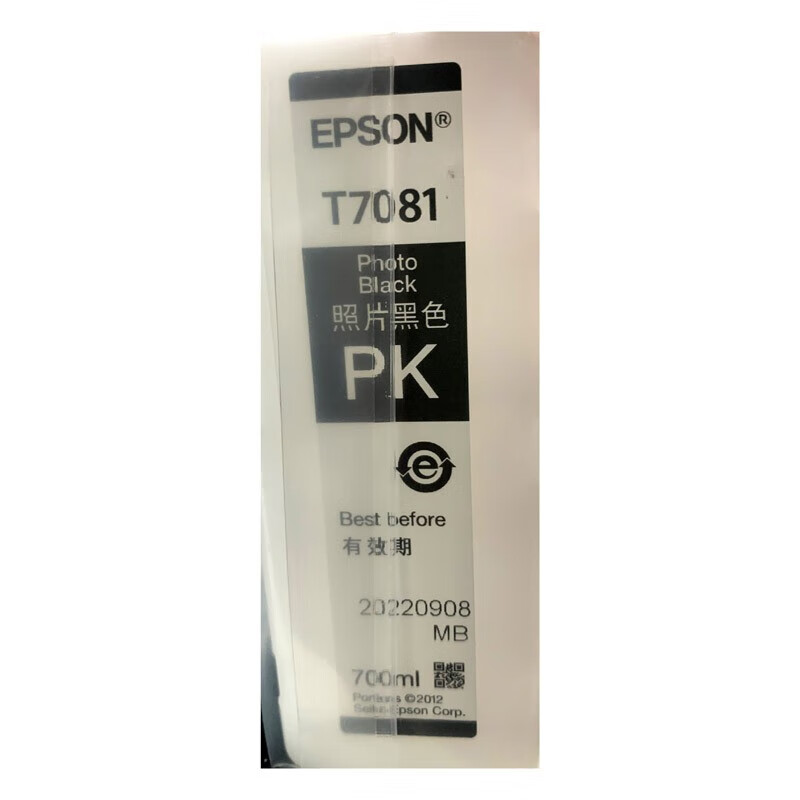 EPSON®
T7081
Photo
Black
照片黑色
PK
e
Best before
有效期
20220908
MB
700ml
Portions ©2012
Seiko Epson Corp.